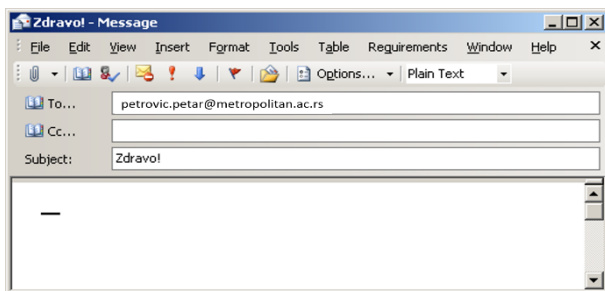 Zdravo! - Message
File Edit View Insert Format Tools Table Requirements Window Help
Options... Plain Text
To... petrovic.petar@metropolitan.ac.rs
Cc...
Subject: Zdravo!